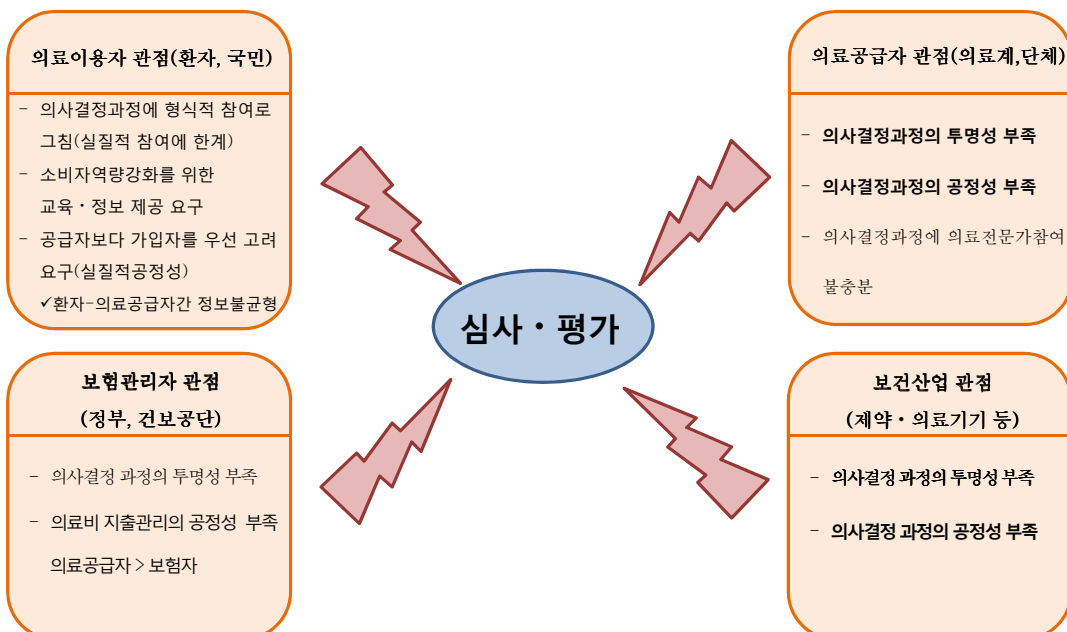 의료이용자 관점(환자, 국민)
- 의사결정과정에 형식적 참여로
그침(실질적 참여에 한계)
- 소비자역량강화를 위한
교육・정보 제공 요구
- 공급자보다 가입자를 우선 고려
요구(실질적공정성)
✓환자-의료공급자간 정보불균형
의료공급자 관점(의료계,단체)
- 의사결정과정의 투명성 부족
- 의사결정과정의 공정성 부족
- 의사결정과정에 의료전문가참여
불충분
심사・평가
보험관리자 관점
(정부, 건보공단)
- 의사결정 과정의 투명성 부족
- 의료비 지출관리의 공정성 부족
의료공급자 > 보험자
보건산업 관점
(제약・의료기기 등)
- 의사결정 과정의 투명성 부족
- 의사결정 과정의 공정성 부족